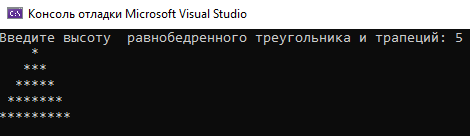 Консоль отладки Microsoft Visual Studio
Введите высоту  равнобедренного треугольника и трапеций: 5
    *
   ***
  *****
 *******
*********